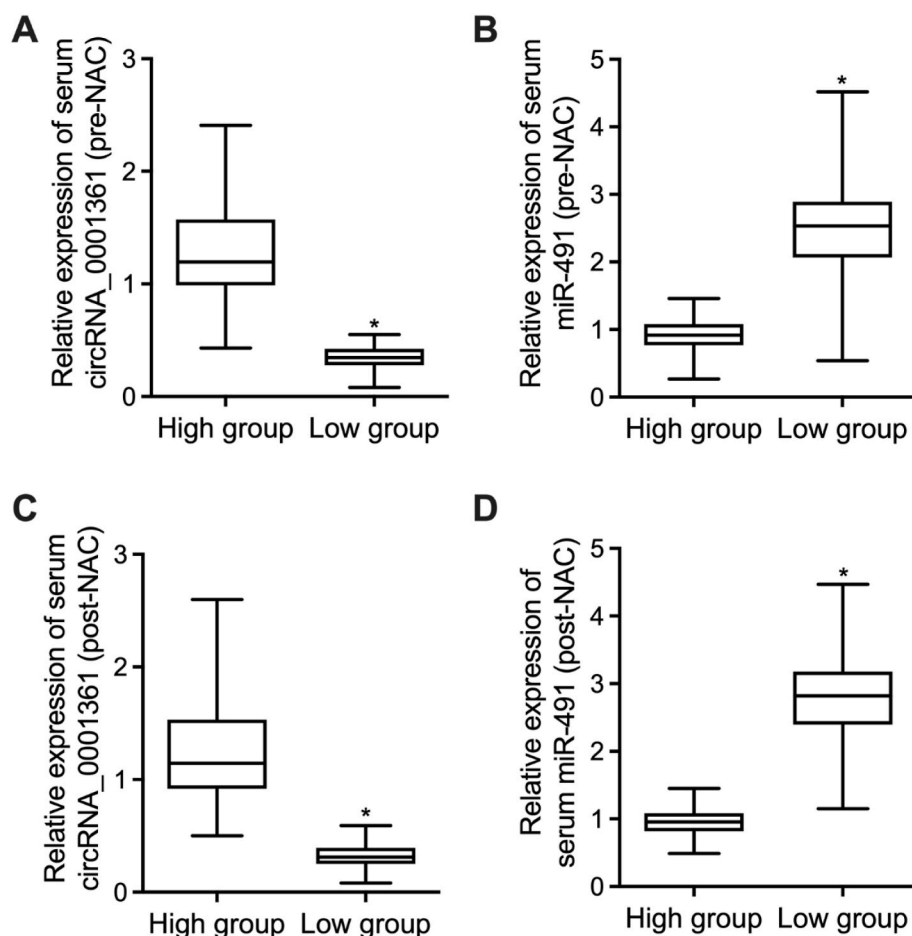 A
Relative expression of serum
circRNA_0001361 (pre-NAC)
3
2
1
0
*
High group Low group
B
Relative expression of serum
miR-491 (pre-NAC)
5
4
3
2
1
0
*
High group Low group
C
Relative expression of serum
circRNA_0001361 (post-NAC)
3
2
1
0
*
High group Low group
D
Relative expression of
serum miR-491 (post-NAC)
5
4
3
2
1
0
*
High group Low group